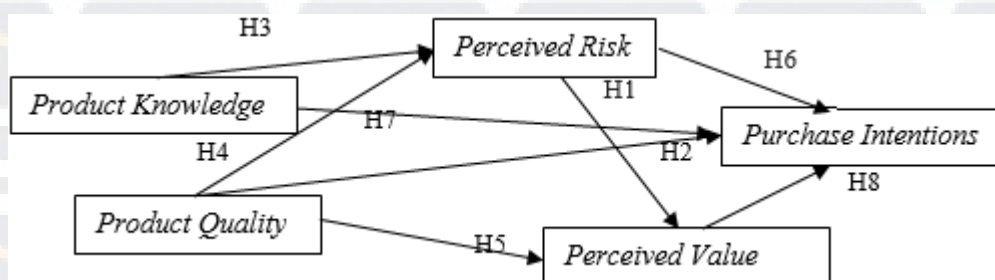 H3
Perceived Risk
H6
Product Knowledge
H1
H7
Purchase Intentions
H4
H2
H8
Product Quality
H5
Perceived Value